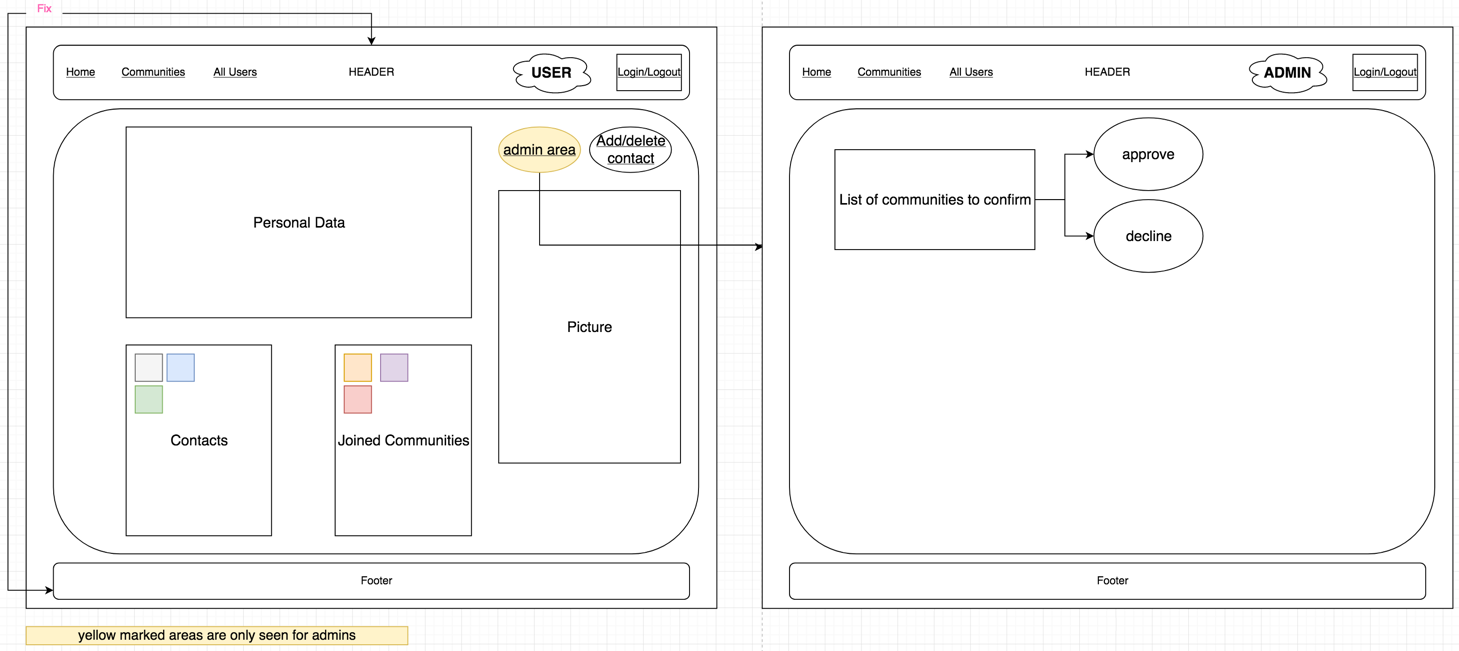 Fix
Home
Communities
All Users
HEADER
USER
Login/Logout
admin area
Add/delete
contact
Personal Data
Picture
Contacts
Joined Communities
Footer
yellow marked areas are only seen for admins
Home
Communities
All Users
HEADER
ADMIN
Login/Logout
List of communities to confirm
approve
decline
Footer